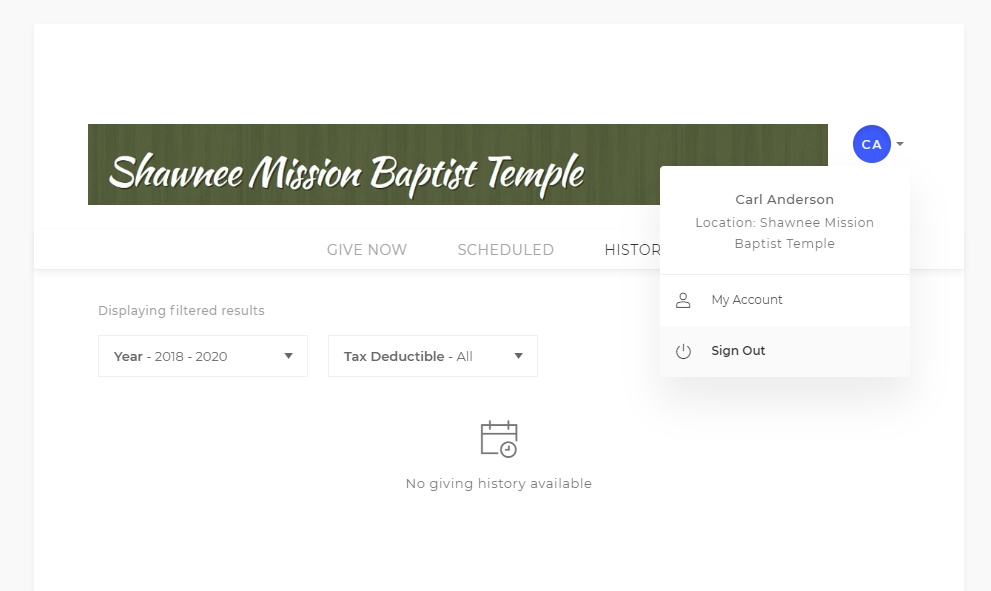 Shawnee Mission Baptist Temple
CA
Carl Anderson
Location: Shawnee Mission
Baptist Temple
GIVE NOW
SCHEDULED
HISTOR
My Account
Sign Out
Displaying filtered results
Year - 2018 - 2020
Tax Deductible - All
No giving history available